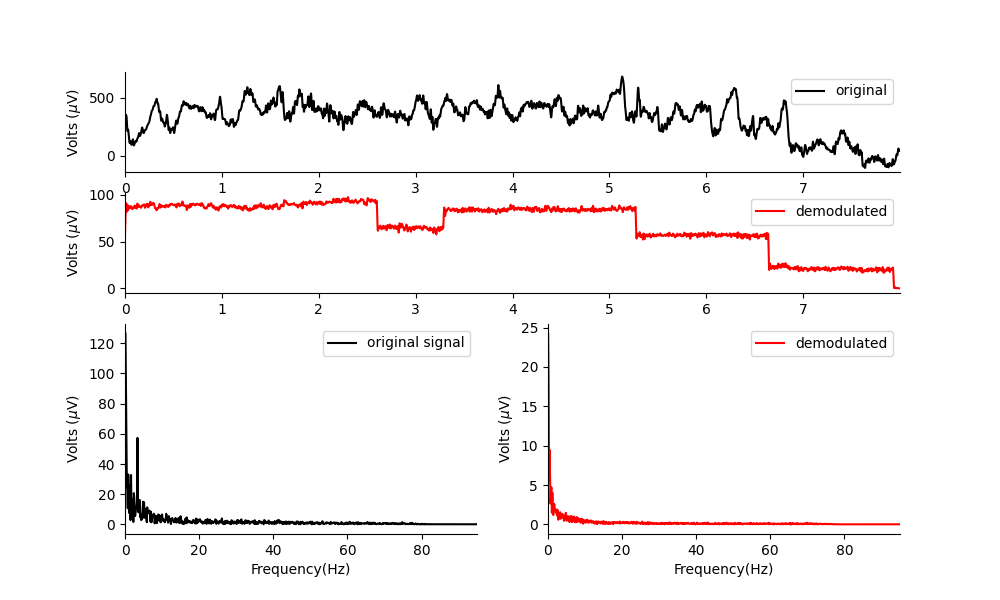 Volts (μV)
500
0
original
0 1 2 3 4 5 6 7
Volts (μV)
100
50
0
demodulated
0 1 2 3 4 5 6 7
Volts (μV)
120
100
80
60
40
20
0
original signal
0 20 40 60 80
Frequency(Hz)
Volts (μV)
25
20
15
10
5
0
demodulated
0 20 40 60 80
Frequency(Hz)